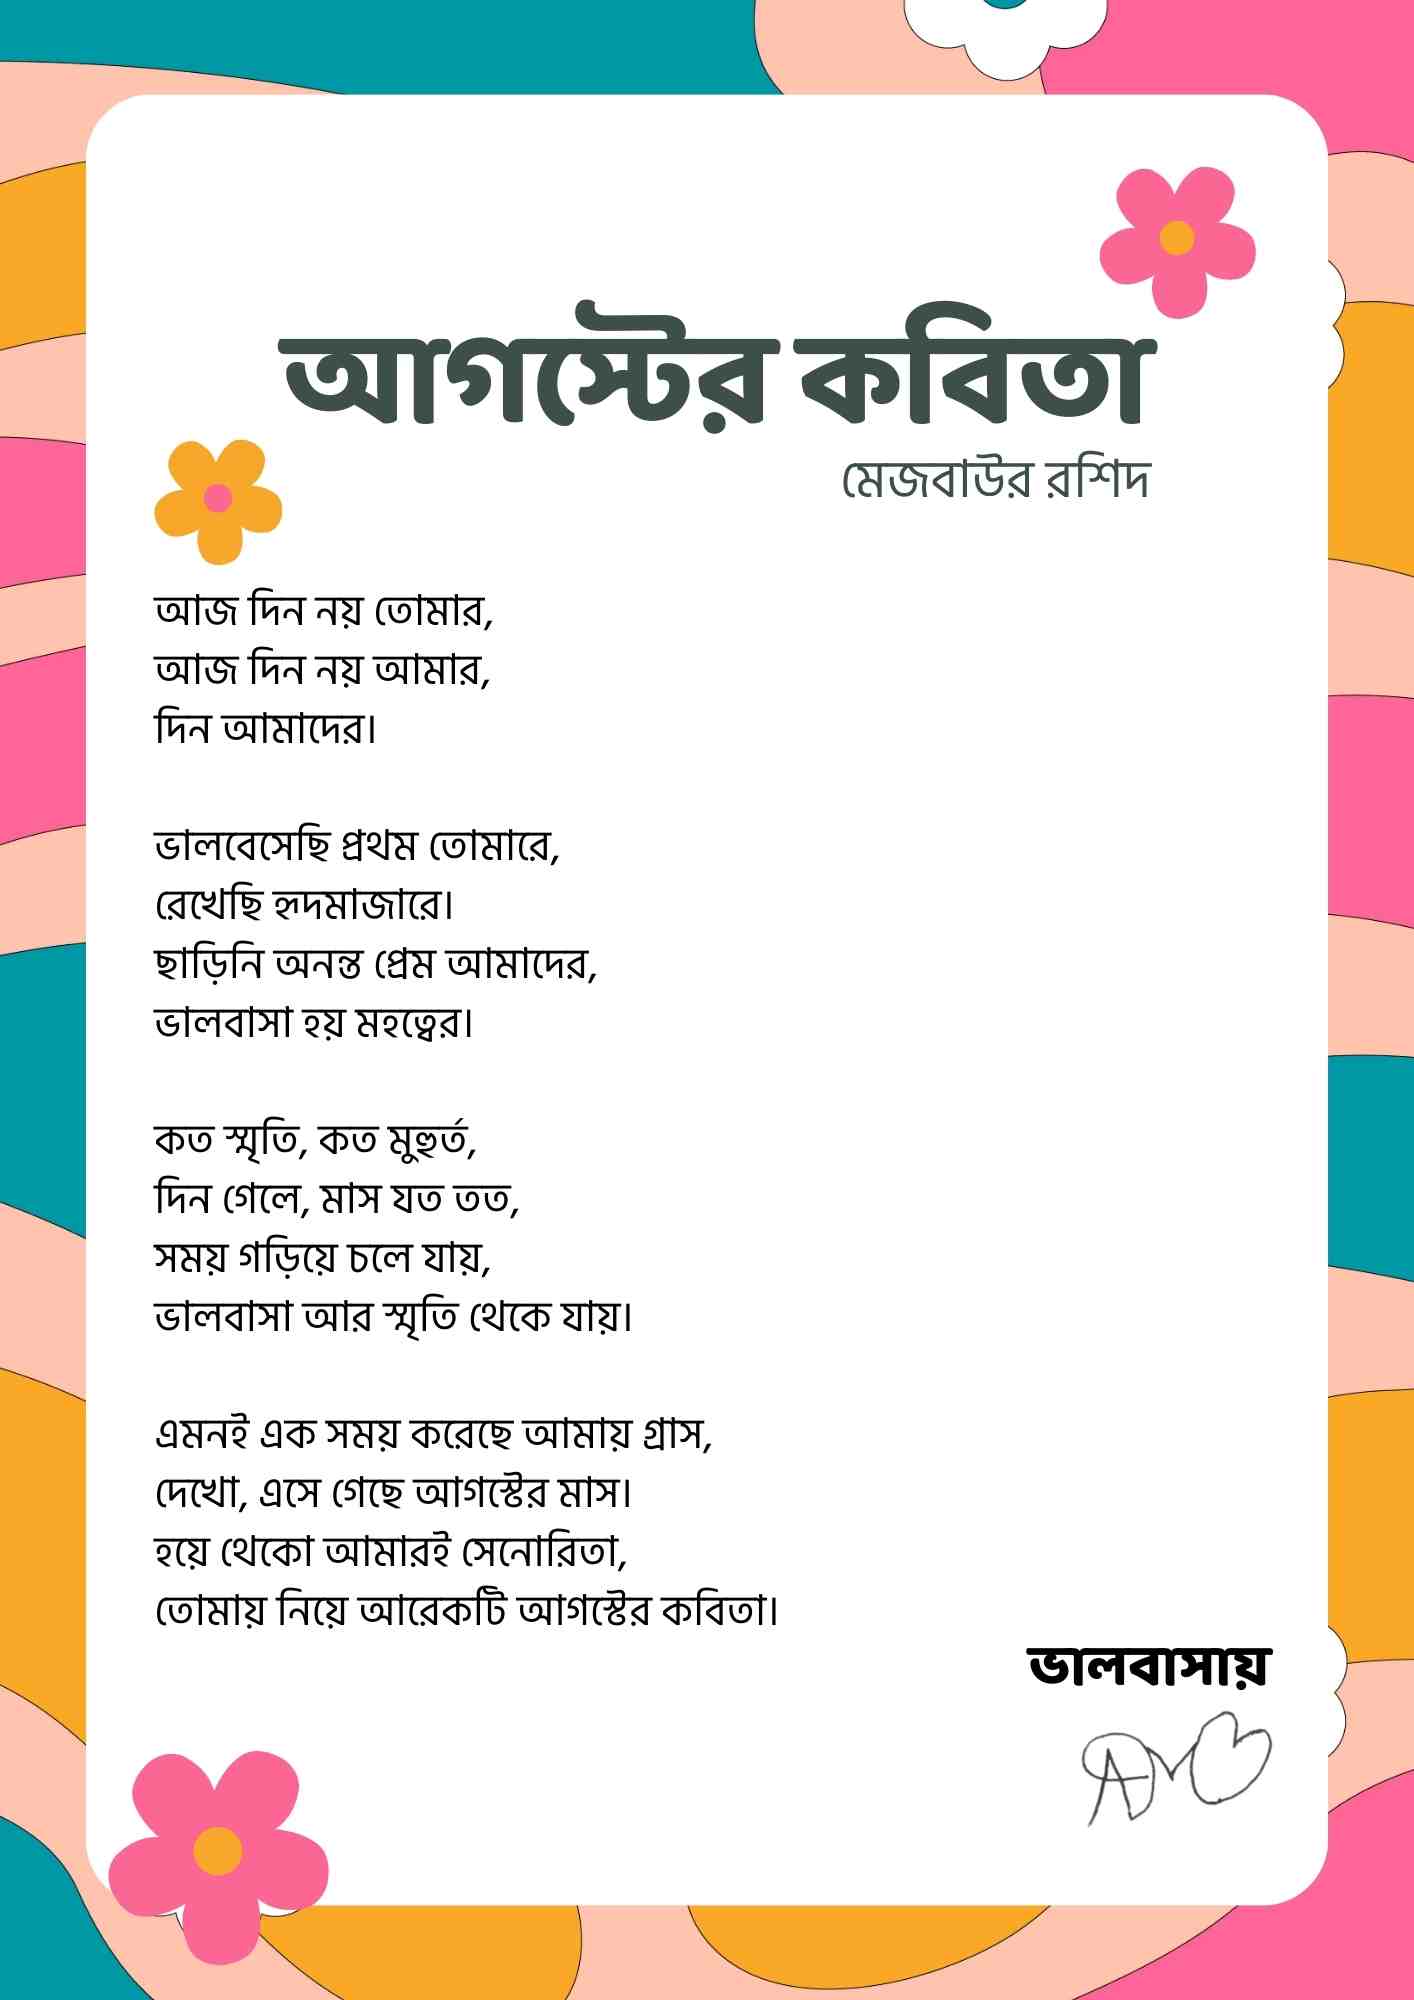 আগস্টের কবিতা
মেজবাউর রশিদ
আজ দিন নয় তোমার,
আজ দিন নয় আমার,
দিন আমাদের।
ভালবেসেছি প্রথম তোমারে,
রেখেছি হৃদমাজারে।
ছাড়িনি অনন্ত প্রেম আমাদের,
ভালবাসা হয় মহত্বের।
কত স্মৃতি, কত মুহুর্ত,
দিন গেলে, মাস যত তত,
সময় গড়িয়ে চলে যায়,
ভালবাসা আর স্মৃতি থেকে যায়।
এমনই এক সময় করেছে আমায় গ্রাস,
দেখো, এসে গেছে আগস্টের মাস।
হয়ে থেকো আমারই সেনোরিতা,
তোমায় নিয়ে আরেকটি আগস্টের কবিতা।
ভালবাসায়